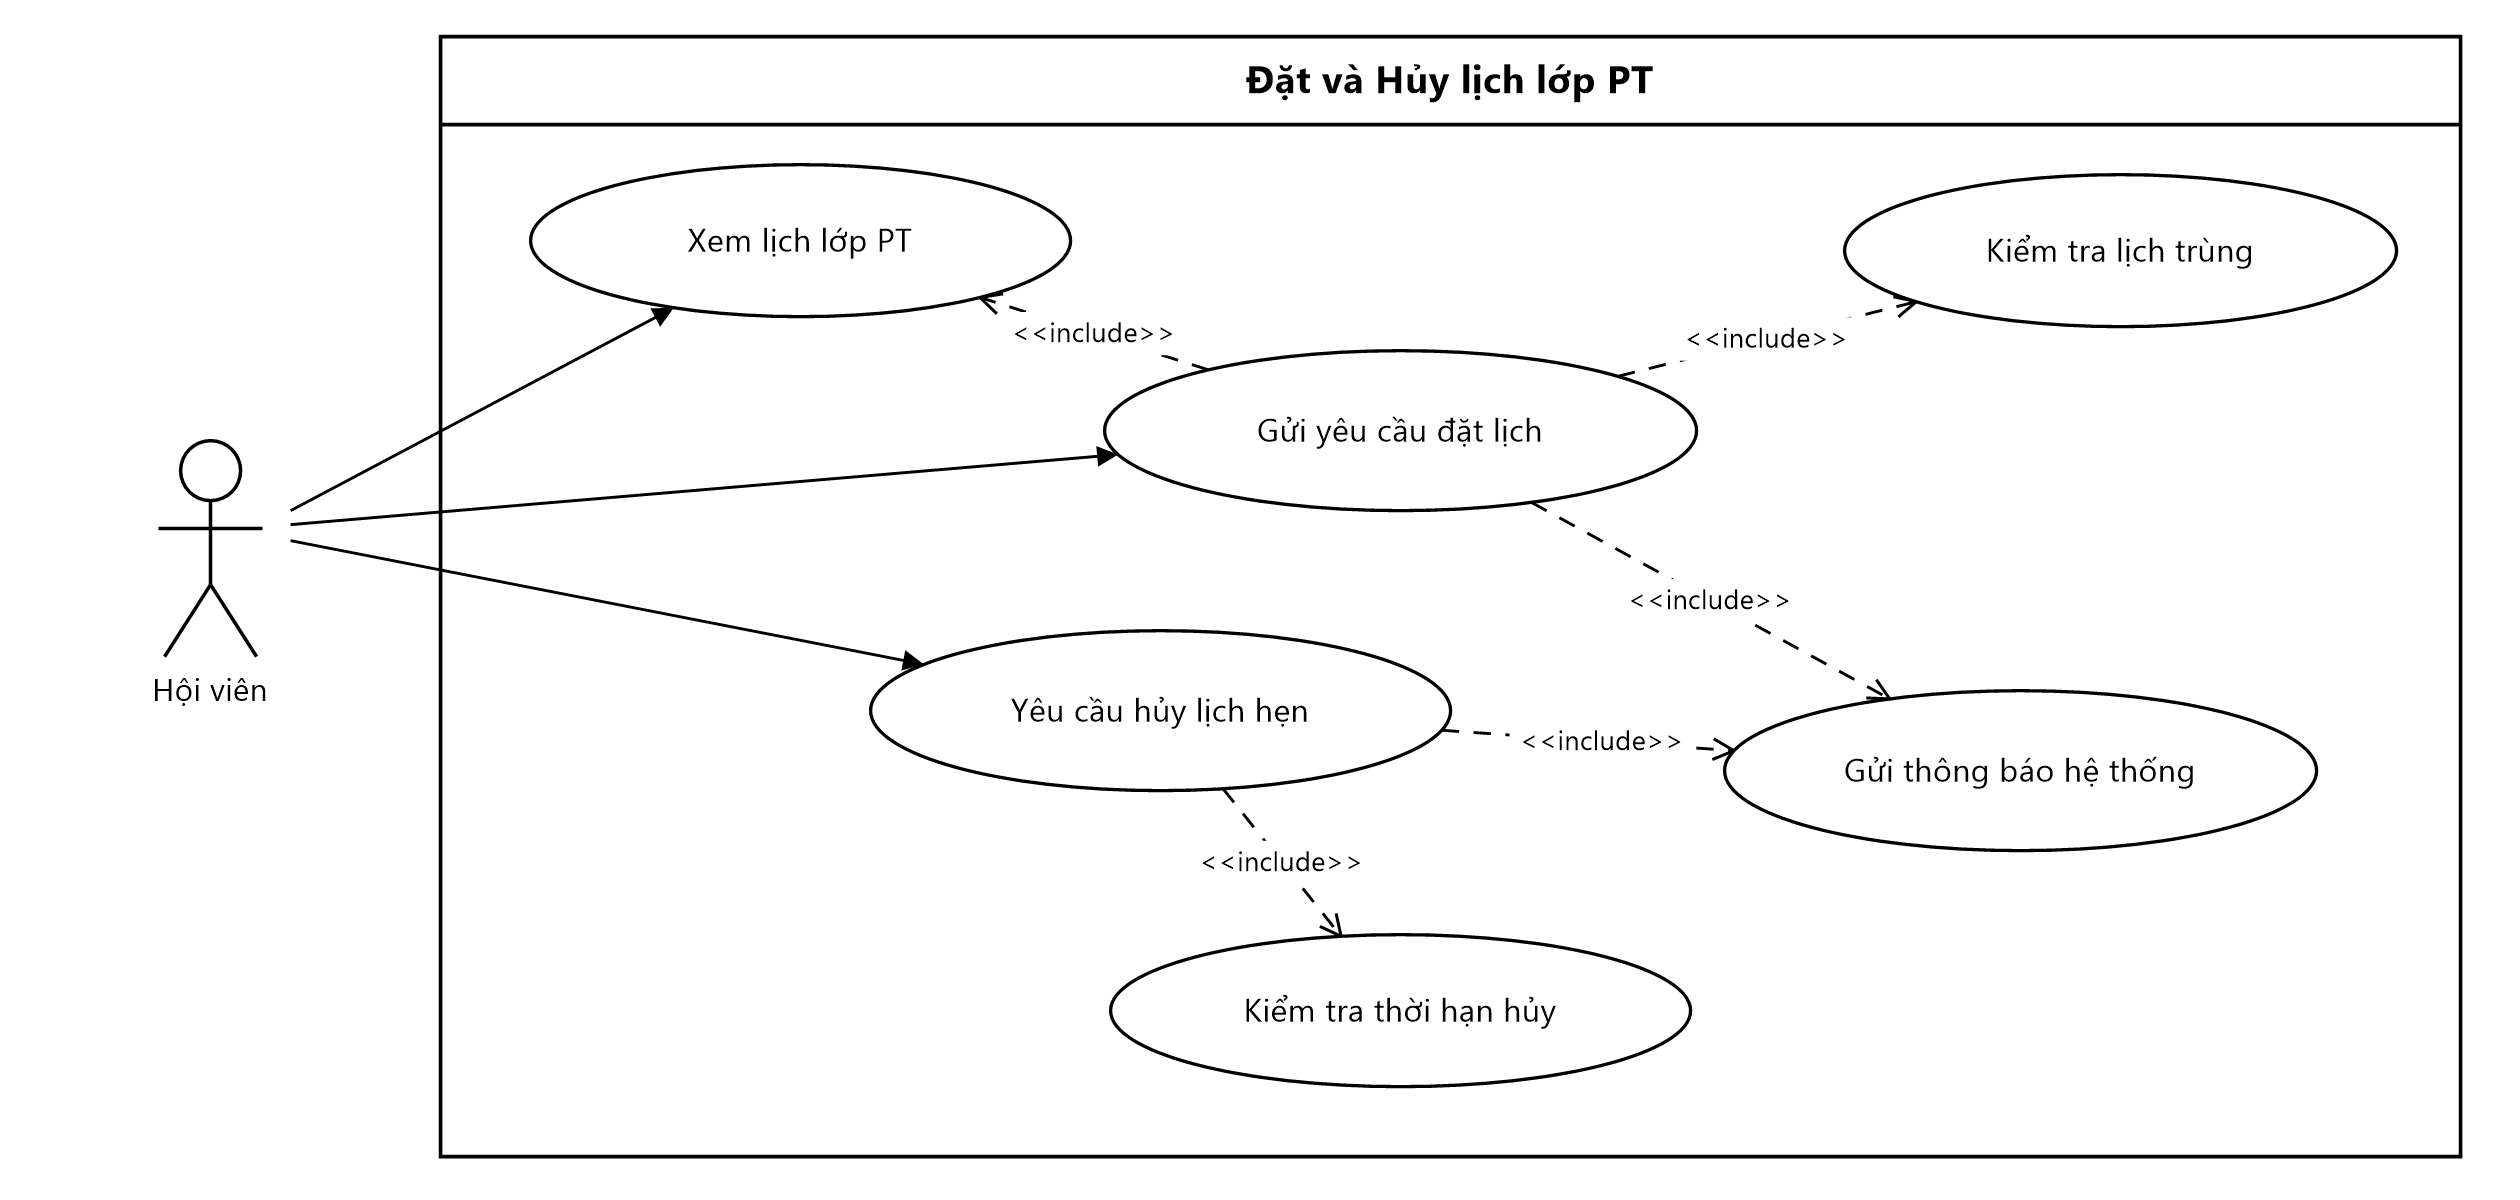 Đặt và Hủy lịch lớp PT
Xem lịch lớp PT
Kiểm tra lịch trùng
<<include>>
<<include>>
Gửi yêu cầu đặt lịch
<<include>>
Hội viên
Yêu cầu hủy lịch hẹn
<<include>>
Gửi thông báo hệ thống
<<include>>
Kiểm tra thời hạn hủy